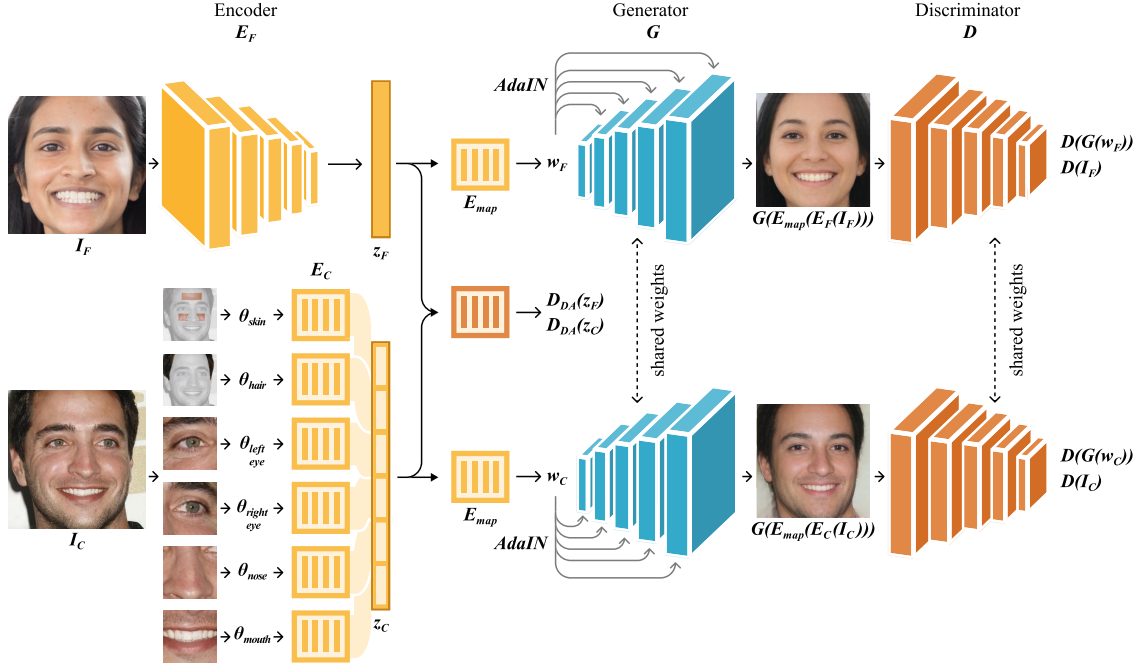 Encoder
E_F
Generator
G
Discriminator
D
AdaIN
I_F
z_F
E_map
w_F
G(E_map(E_F(I_F)))
D(G(w_F))
D(I_F)
E_C
θ_skin
θ_hair
θ_left eye
θ_right eye
θ_nose
θ_mouth
I_C
z_C
D_DA(z_F)
D_DA(z_C)
shared weights
shared weights
E_map
w_C
AdaIN
G(E_map(E_C(I_C)))
D(G(w_C))
D(I_C)